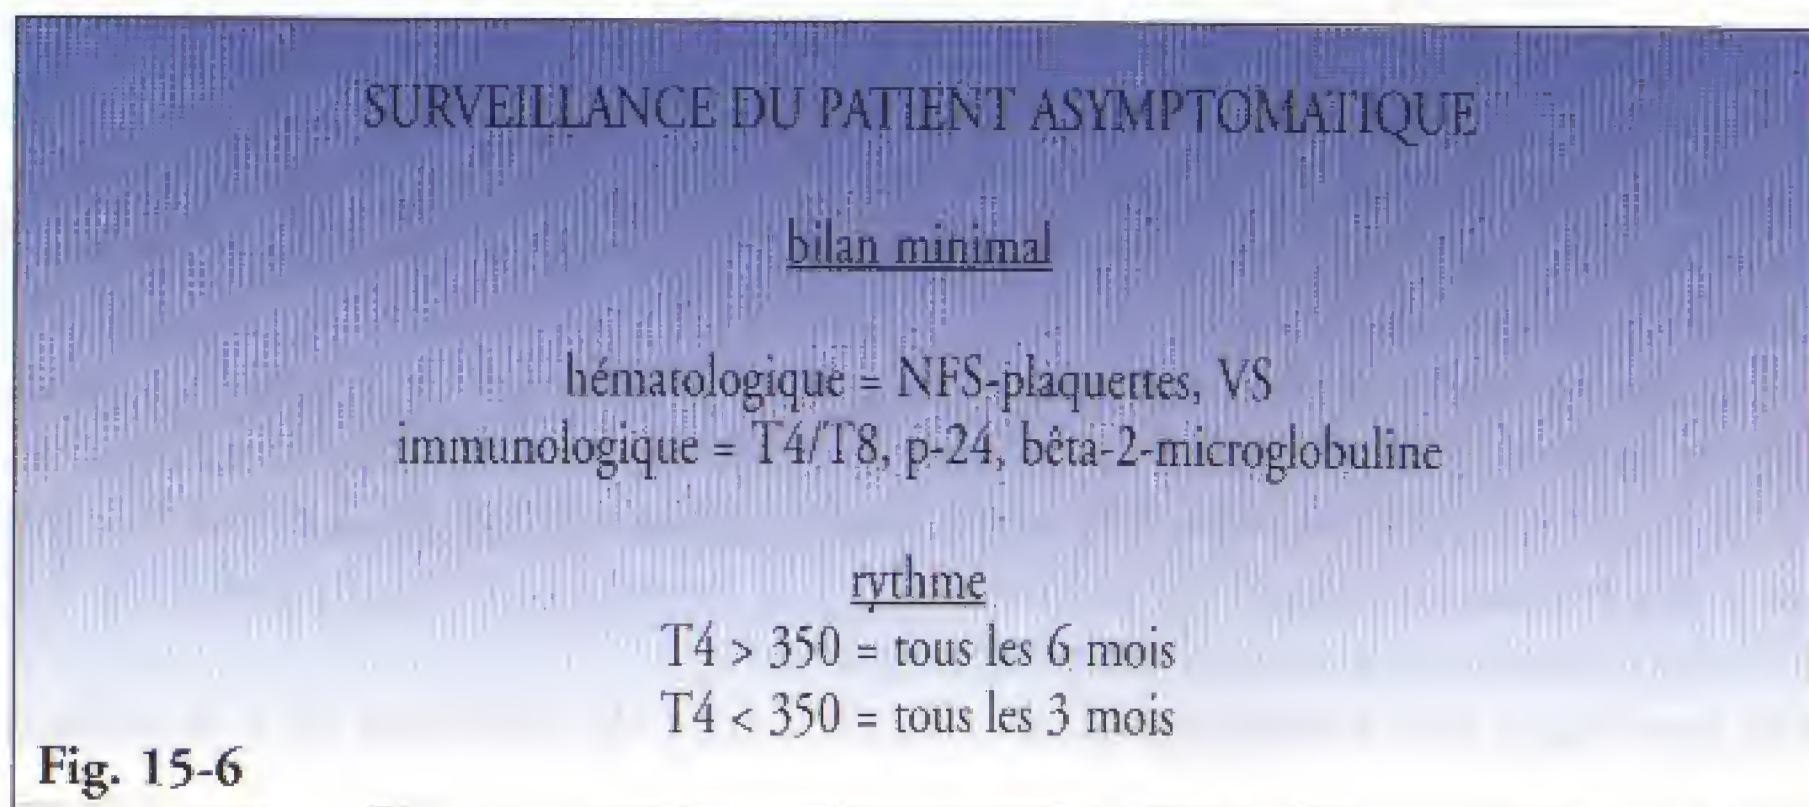 SURVEILLANCE DU PATIENT ASYMPTOMATIQUE
bilan minimal
hématologique = NFS-plaquettes, VS
immunologique = T4/T8, p-24, bêta-2-microglobuline
rythme
T4 > 350 = tous les 6 mois
T4 < 350 = tous les 3 mois
Fig. 15-6